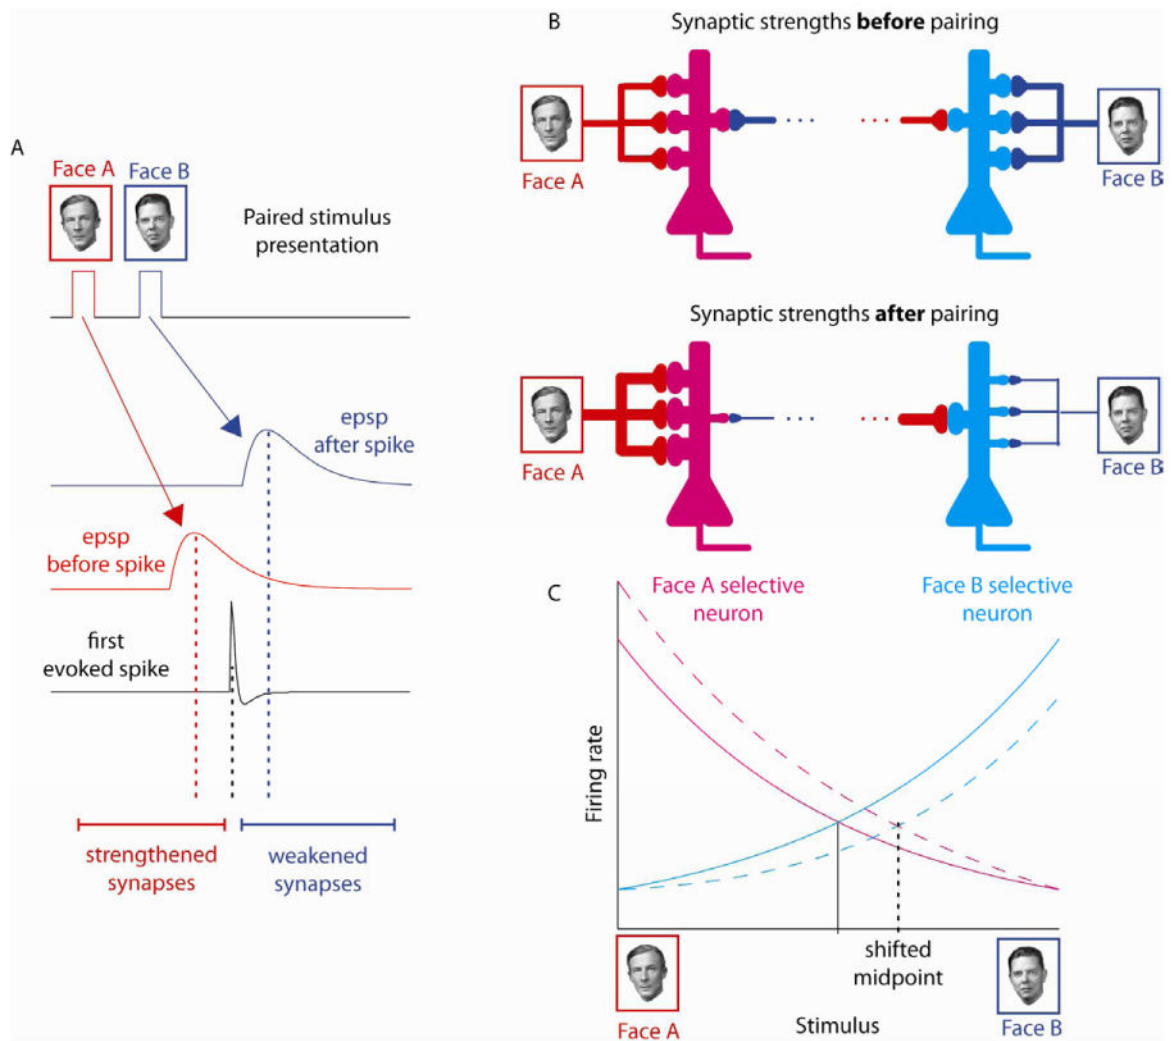 A
Face A
Face B
Paired stimulus
presentation
epsp
after spike
epsp
before spike
first
evoked spike
strengthened
synapses
weakened
synapses
B
Synaptic strengths before pairing
Face A
...
...
Face B
Synaptic strengths after pairing
Face A
...
...
Face B
C
Face A selective
neuron
Face B selective
neuron
Firing rate
shifted
midpoint
Face A
Stimulus
Face B